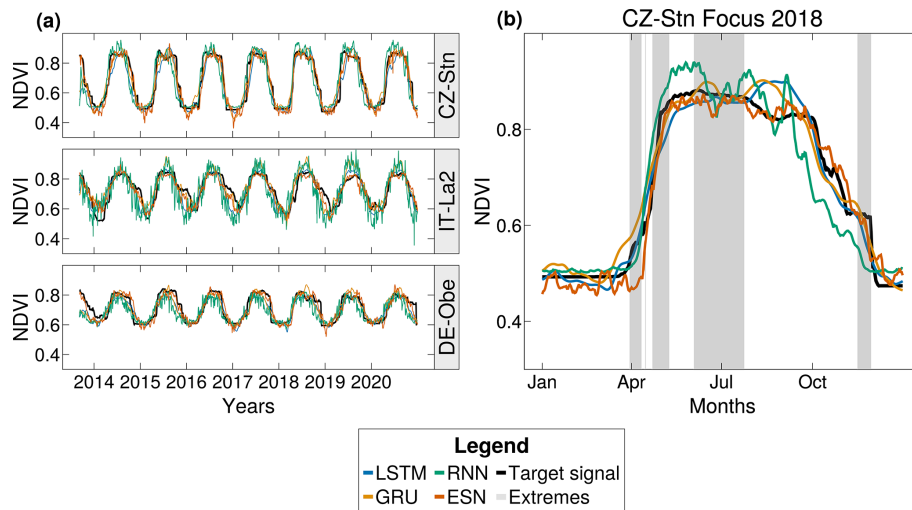 (a)
NDVI
0.8
0.6
0.4
CZ-Stn
NDVI
0.8
0.6
0.4
IT-La2
NDVI
0.8
0.6
0.4
DE-Obe
2014 2015 2016 2017 2018 2019 2020
Years
(b)
CZ-Stn Focus 2018
NDVI
0.8
0.6
0.4
Jan Apr Jul Oct
Months
Legend
LSTM RNN Target signal
GRU ESN Extremes